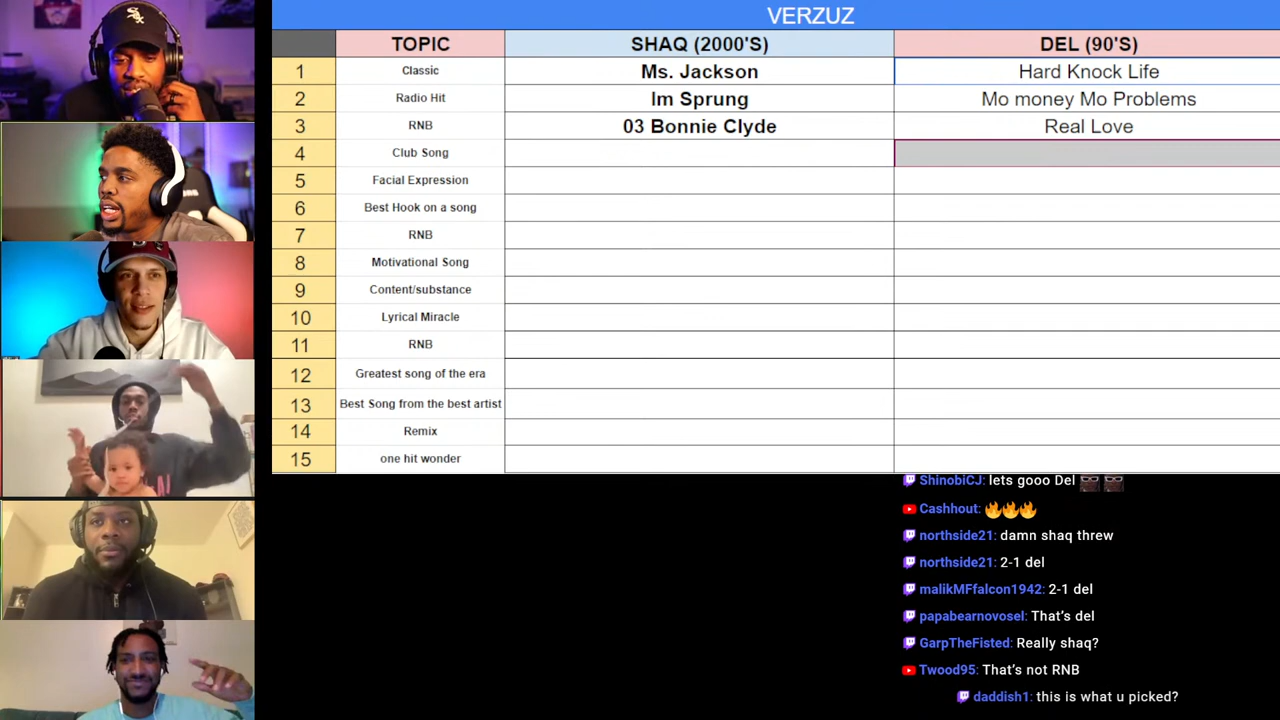 VERZUZ
TOPIC SHAQ (2000'S) DEL (90'S)
1 Classic Ms. Jackson Hard Knock Life
2 Radio Hit Im Sprung Mo money Mo Problems
3 RNB 03 Bonnie Clyde Real Love
4 Club Song
5 Facial Expression
6 Best Hook on a song
7 RNB
8 Motivational Song
9 Content/substance
10 Lyrical Miracle
11 RNB
12 Greatest song of the era
13 Best Song from the best artist
14 Remix
15 one hit wonder
ShinobiCJ: lets gooo Del
Cashhout: 🔥🔥🔥
northside21: damn shaq threw
northside21: 2-1 del
malikMFfalcon1942: 2-1 del
papabearnovosel: That's del
GarpTheFisted: Really shaq?
Twood95: That's not RNB
daddish1: this is what u picked?